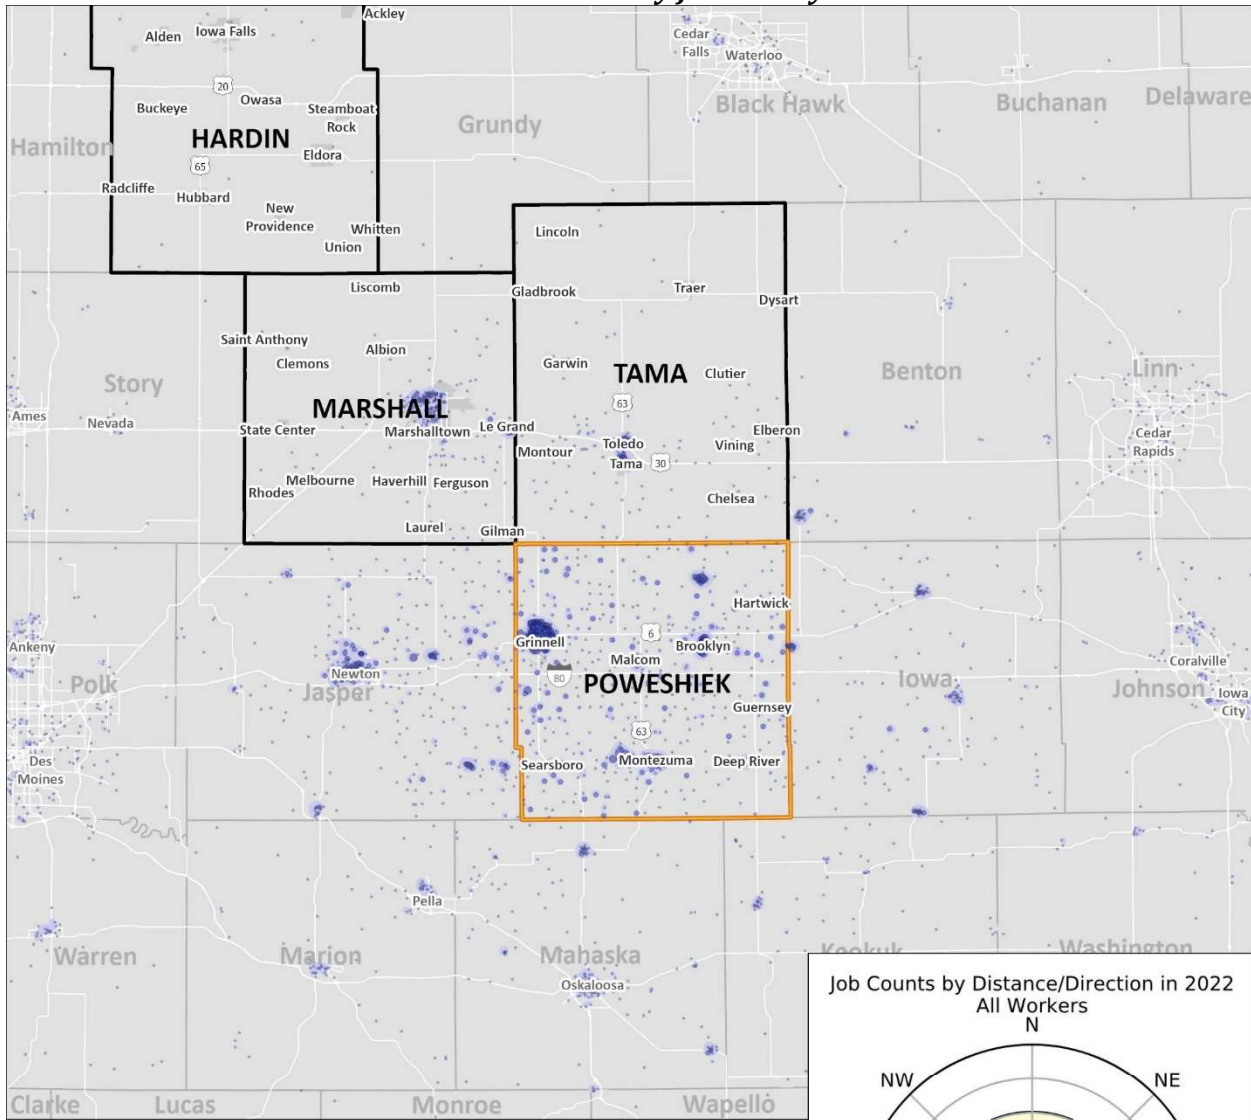 Ackley
Alden
Iowa Falls
Cedar
Falls
Waterloo
20
Buckeye
Owasa
Steamboat
Rock
Black Hawk
Buchanan
Delaware
Hamilton
HARDIN
Grundy
65
Eldora
Radcliffe
Hubbard
New
Providence
Whitten
Union
Lincoln
Liscomb
Gladbrook
Traer
Dysart
Saint Anthony
Clemons
Albion
Garwin
TAMA
Clutier
Benton
Linn
Story
63
MARSHALL
Ames
Nevada
State Center
Marshalltown
Le Grand
Toledo
Tama
30
Montour
Vining
Elberon
Cedar
Rapids
Melbourne
Rhodes
Haverhill
Ferguson
Chelsea
Laurel
Gilman
Hartwick
Grinnell
6
Brooklyn
Malcom
Ankeny
Newton
Jasper
80
POWESHIEK
Iowa
Coralville
Johnson
Iowa
City
Polk
Guernsey
63
Des
Moines
Searsboro
Montezuma
Deep River
Pella
Warren
Marion
Mahaska
Keokuk
Washington
Oskaloosa
Clarke
Lucas
Monroe
Wapello
Job Counts by Distance/Direction in 2022
All Workers
N
NW
NE